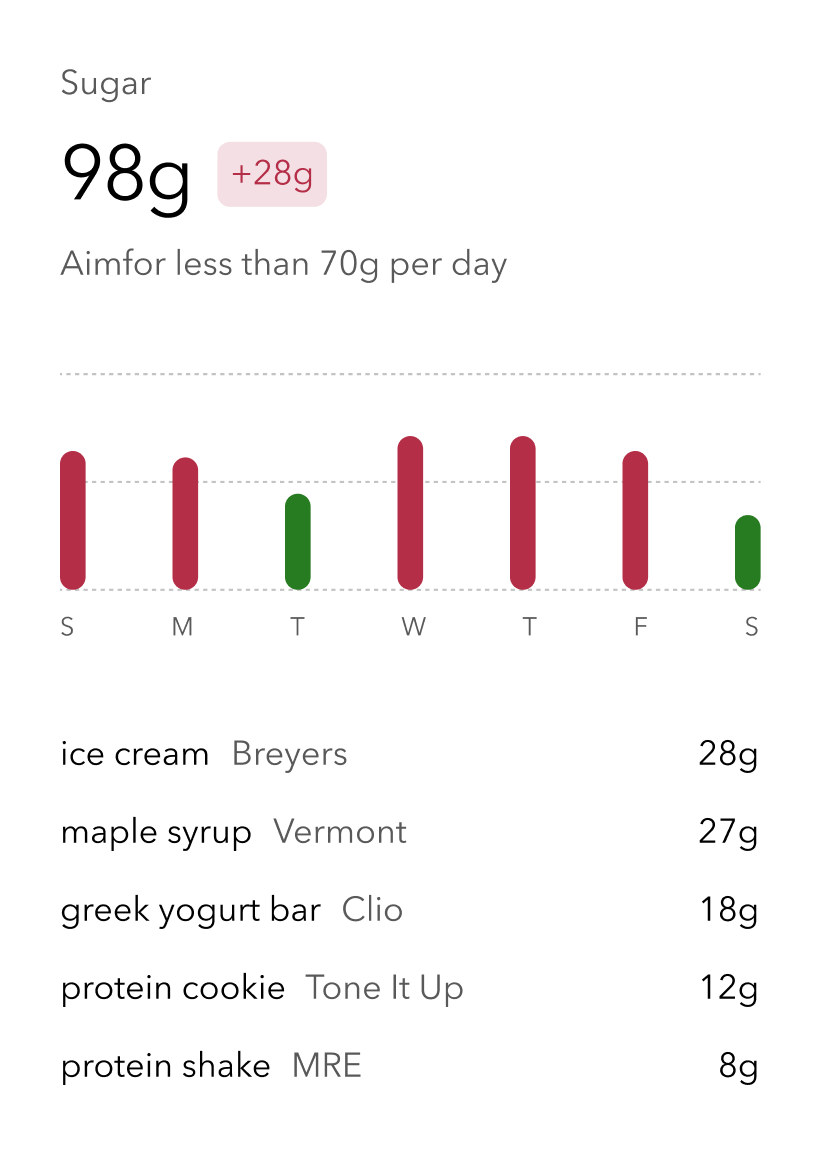 Sugar
98g +28g
Aimfor less than 70g per day
S M T W T F S
ice cream Breyers 28g
maple syrup Vermont 27g
greek yogurt bar Clio 18g
protein cookie Tone It Up 12g
protein shake MRE 8g